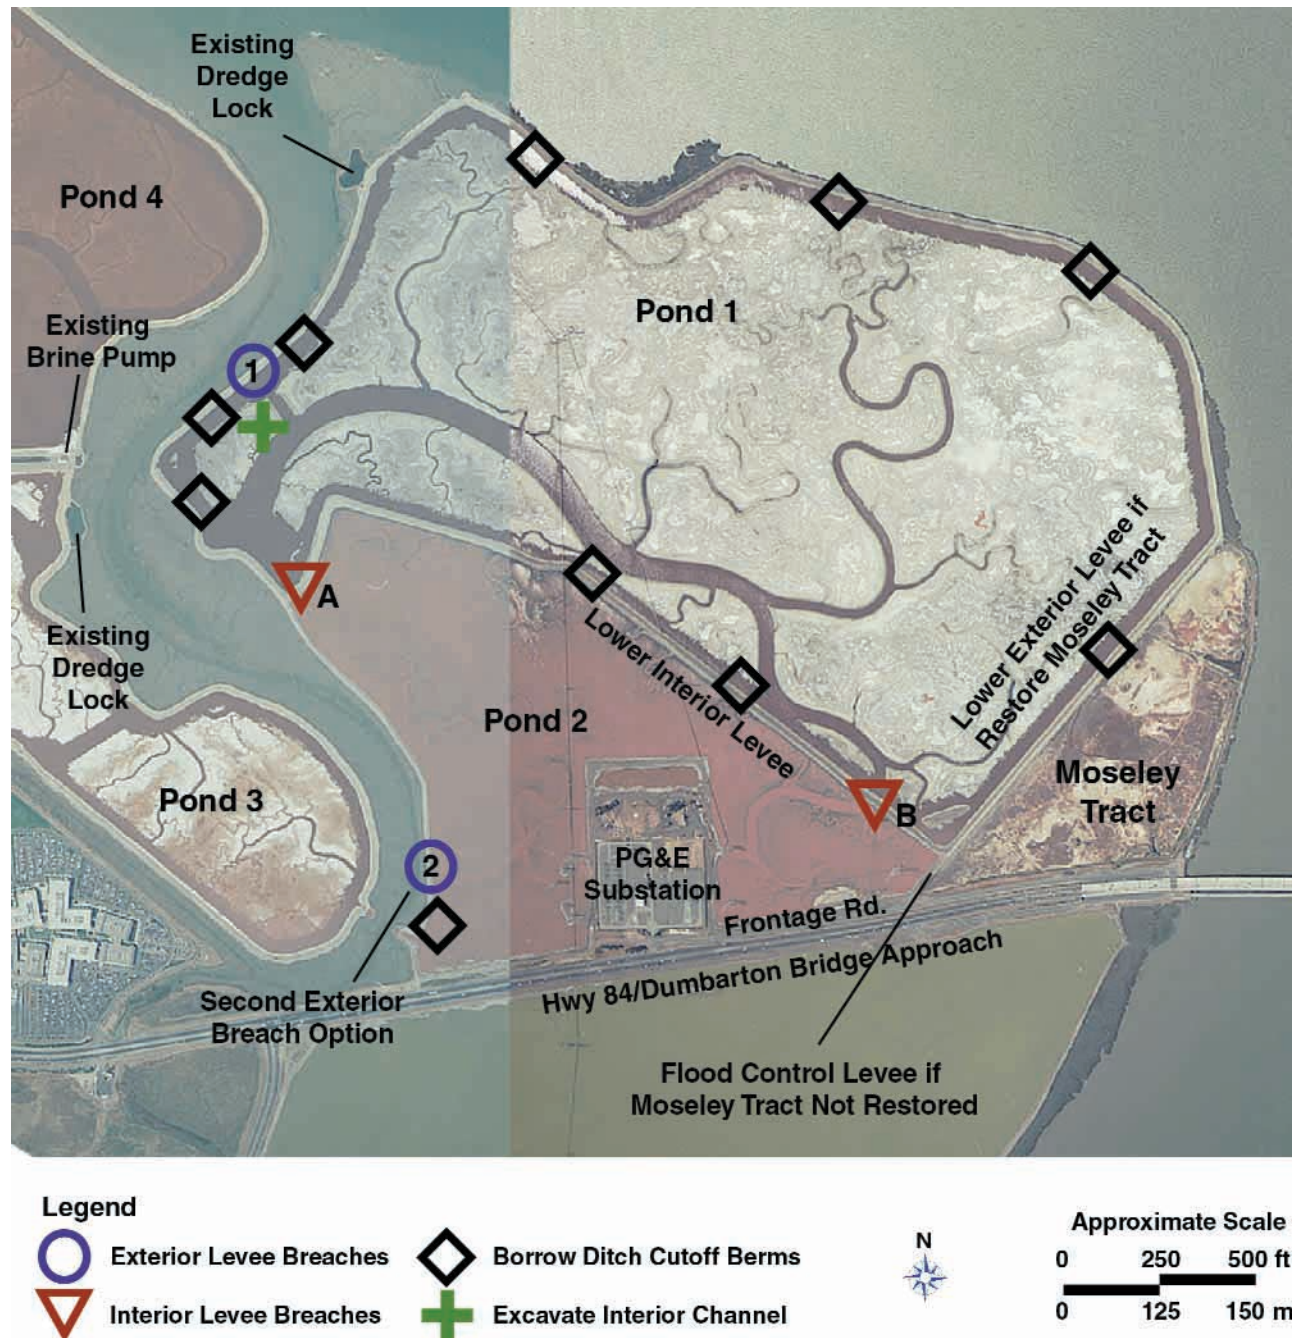 Existing
Dredge
Lock
Pond 4
Existing
Brine Pump
1
Pond 1
A
Existing
Dredge
Lock
Lower Interior Levee
Lower Exterior Levee if
Restore Moseley Tract
Pond 2
Pond 3
Moseley
Tract
B
2
PG&E
Substation
Frontage Rd.
Hwy 84/Dumbarton Bridge Approach
Second Exterior
Breach Option
Flood Control Levee if
Moseley Tract Not Restored
Legend
Exterior Levee Breaches
Borrow Ditch Cutoff Berms
Interior Levee Breaches
Excavate Interior Channel
N
Approximate Scale
0 250 500 ft
0 125 150 m